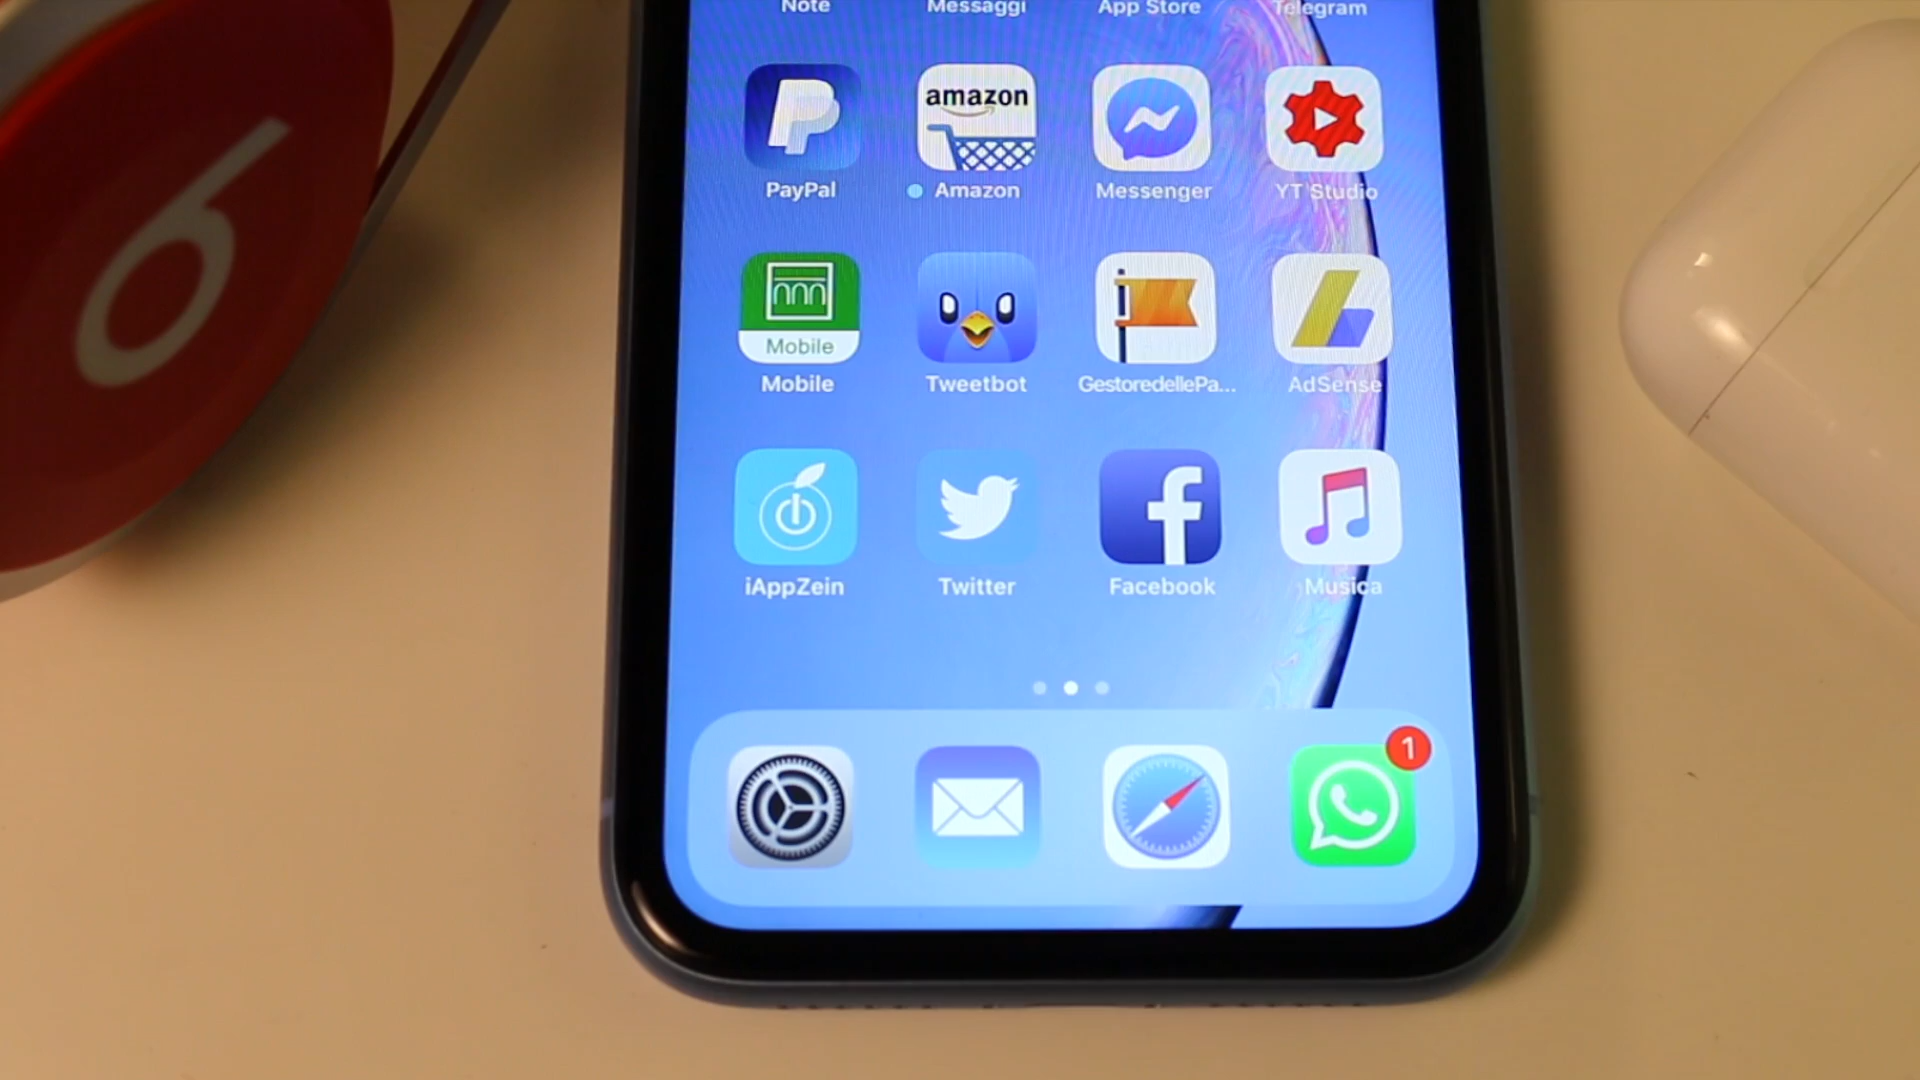 Note Messaggi App Store Telegram
amazon
PayPal Amazon Messenger YT Studio
Mobile
Mobile Tweetbot GestoredellePa... AdSense
iAppZein Twitter Facebook Musica
1